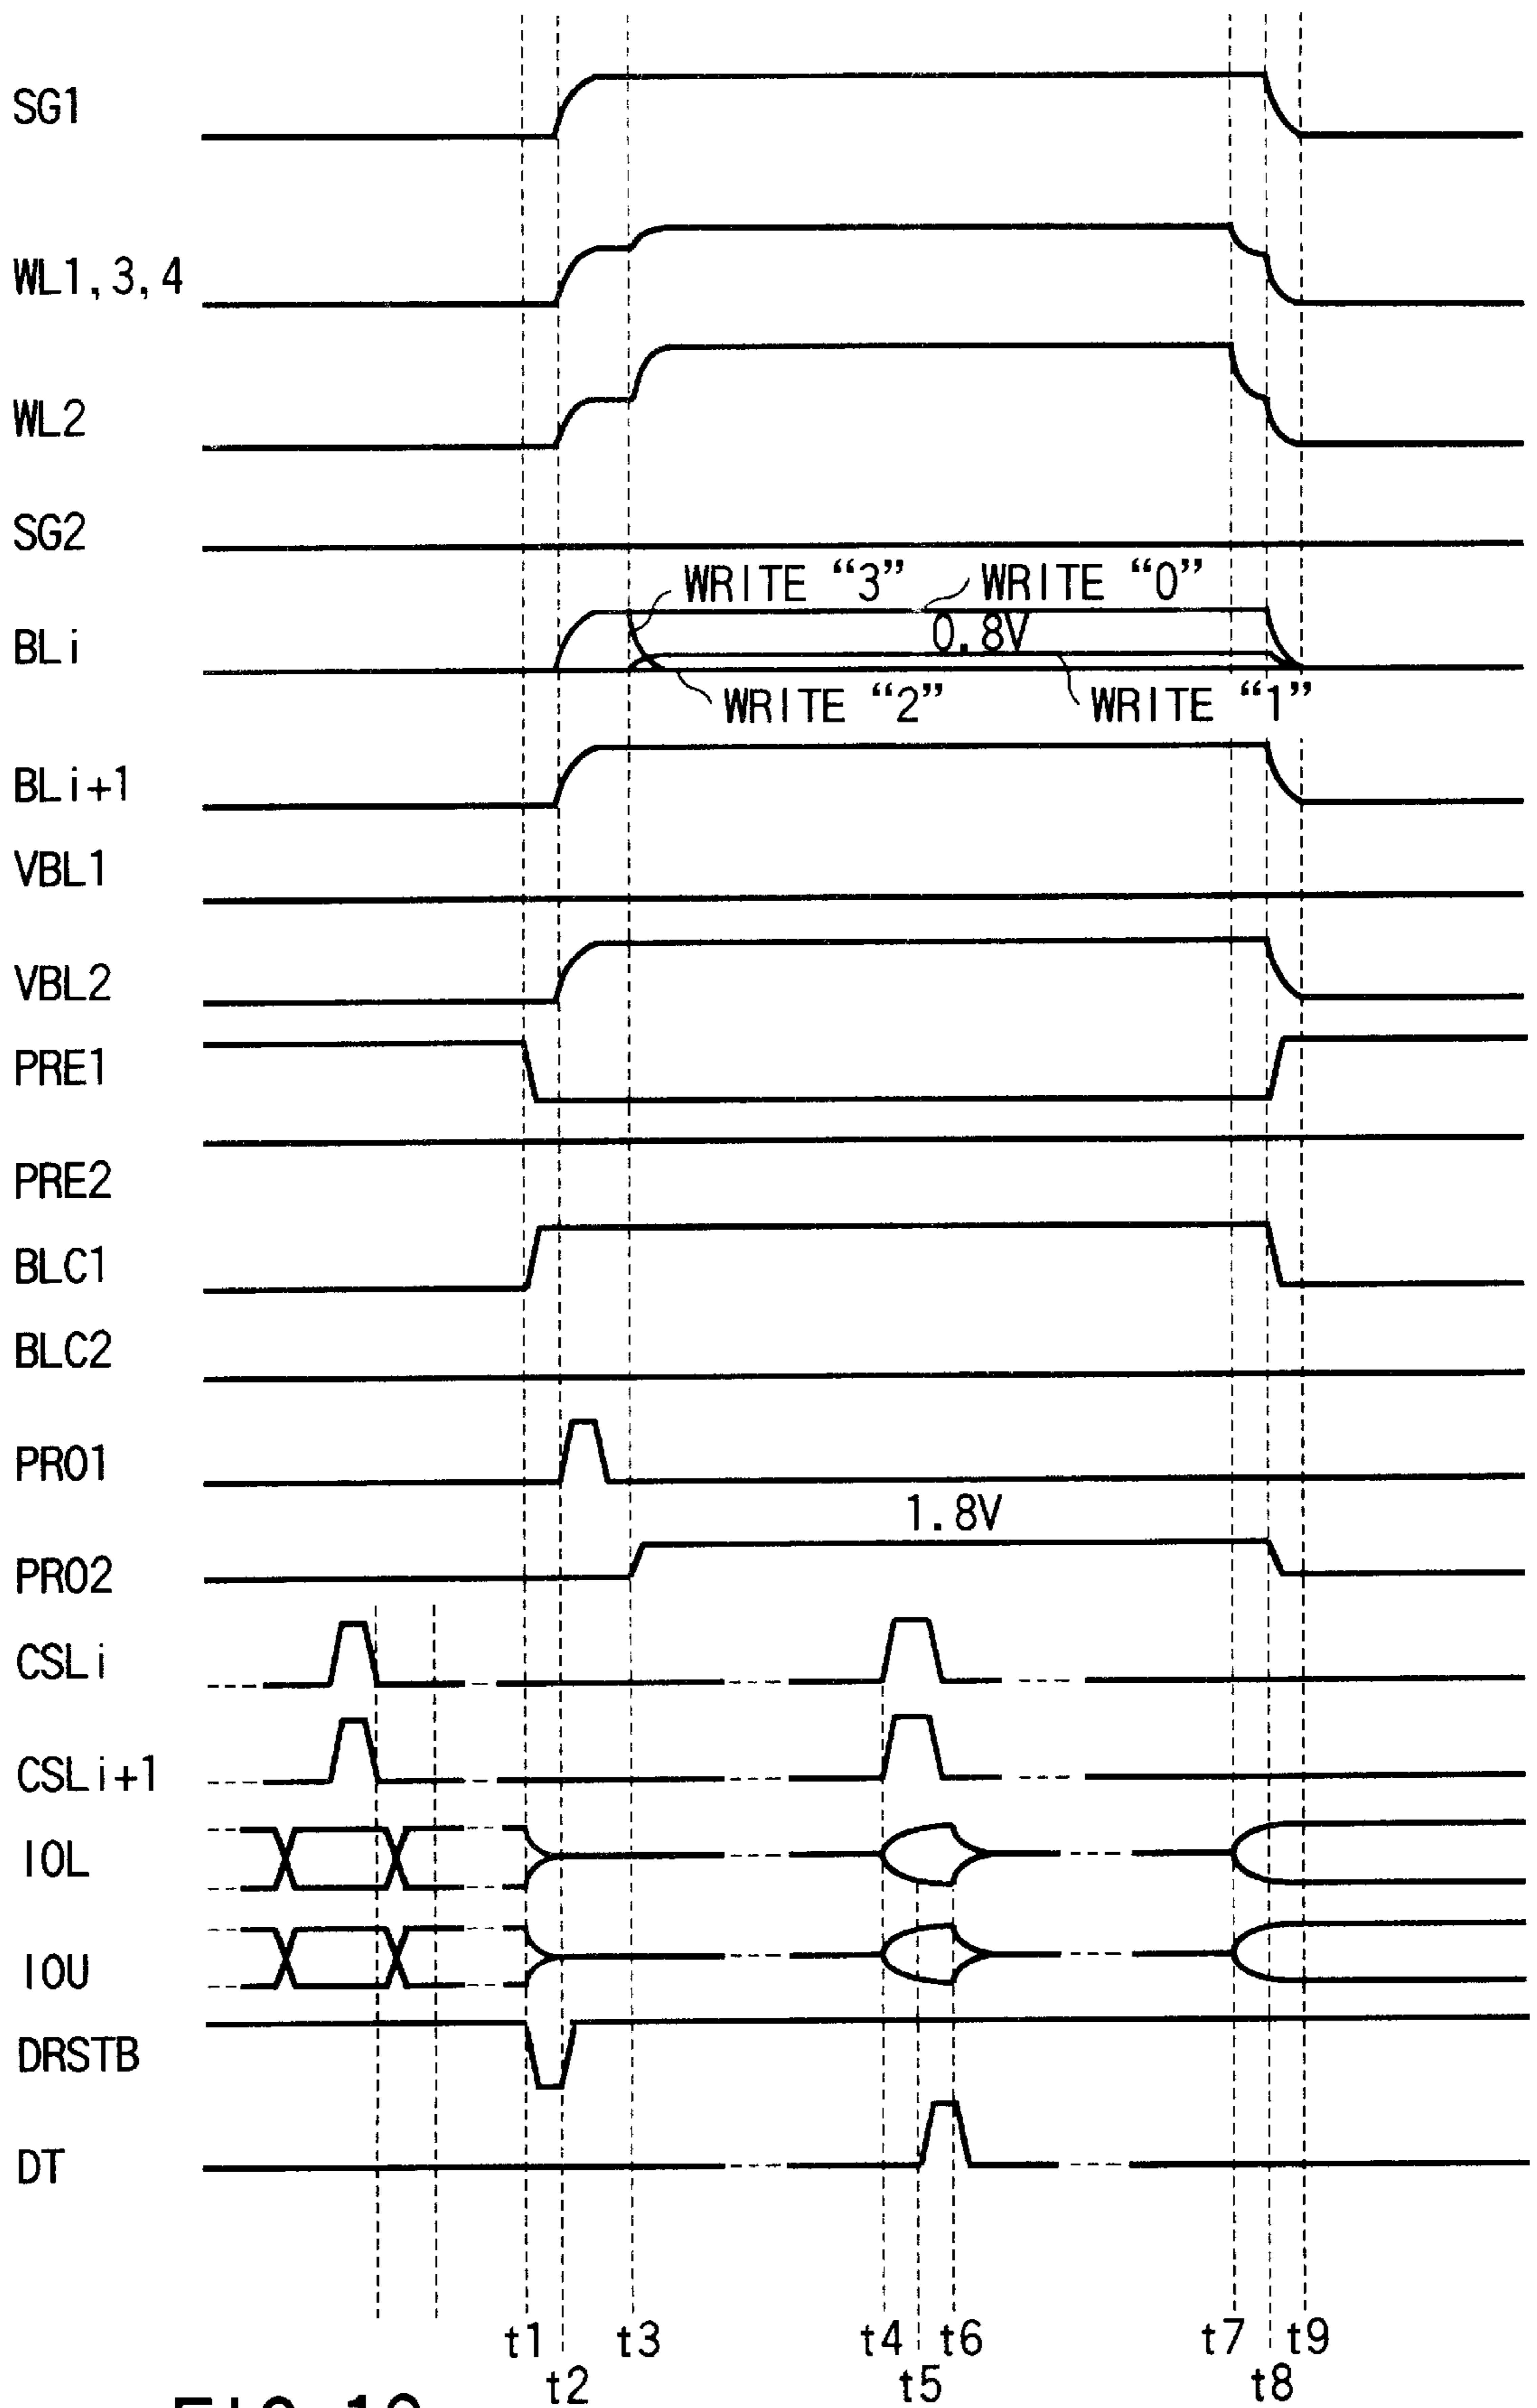 SG1
WL1,3,4
WL2
SG2
WRITE “3”
WRITE “0”
BLi
0.8V
WRITE “2”
WRITE “1”
BLi+1
VBL1
VBL2
PRE1
PRE2
BLC1
BLC2
PRO1
1.8V
PRO2
CSLi
CSLi+1
IOL
IOU
DRSTB
DT
t1 t3 t4 t6 t7 t9
t2 t5 t8